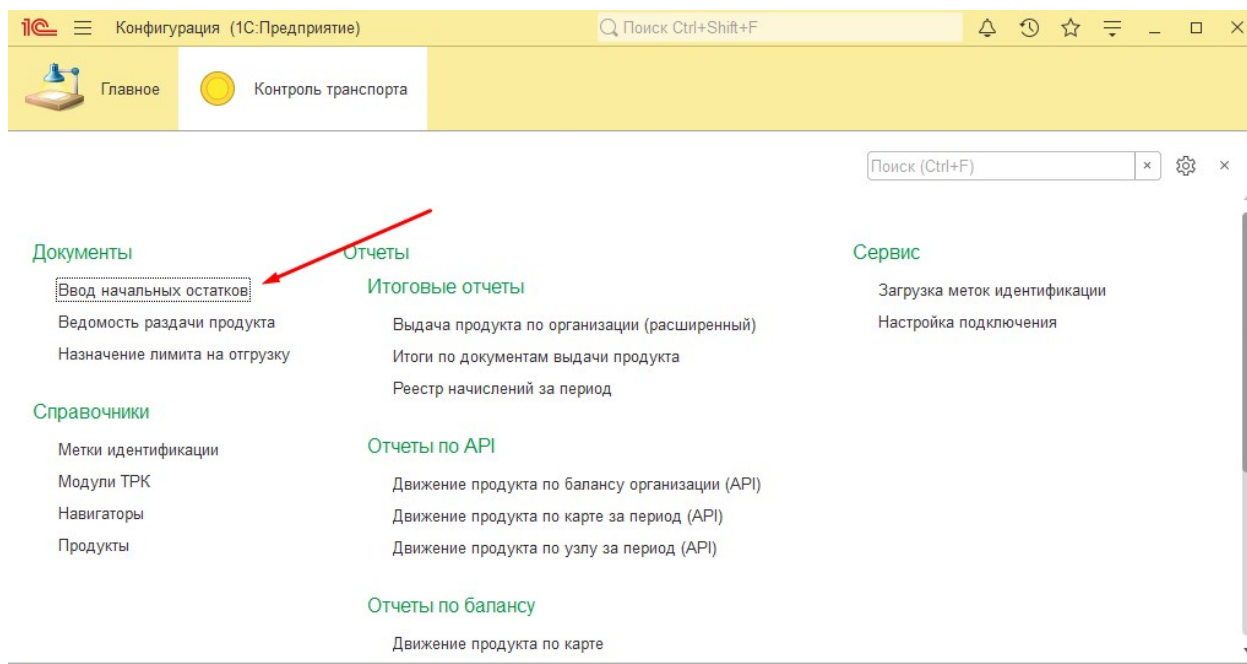 1С Конфигурация (1С:Предприятие) Поиск Ctrl+Shift+F
Главное Контроль транспорта
Поиск (Ctrl+F)
Документы
Ввод начальных остатков
Ведомость раздачи продукта
Назначение лимита на отгрузку
Справочники
Метки идентификации
Модули ТРК
Навигаторы
Продукты
Отчеты
Итоговые отчеты
Выдача продукта по организации (расширенный)
Итоги по документам выдачи продукта
Реестр начислений за период
Отчеты по API
Движение продукта по балансу организации (API)
Движение продукта по карте за период (API)
Движение продукта по узлу за период (API)
Отчеты по балансу
Движение продукта по карте
Сервис
Загрузка меток идентификации
Настройка подключения